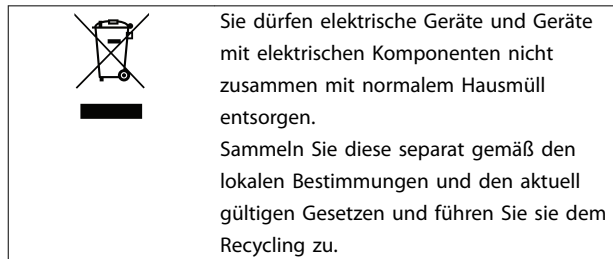 Sie dürfen elektrische Geräte und Geräte
mit elektrischen Komponenten nicht
zusammen mit normalem Hausmüll
entsorgen.
Sammeln Sie diese separat gemäß den
lokalen Bestimmungen und den aktuell
gültigen Gesetzen und führen Sie sie dem
Recycling zu.